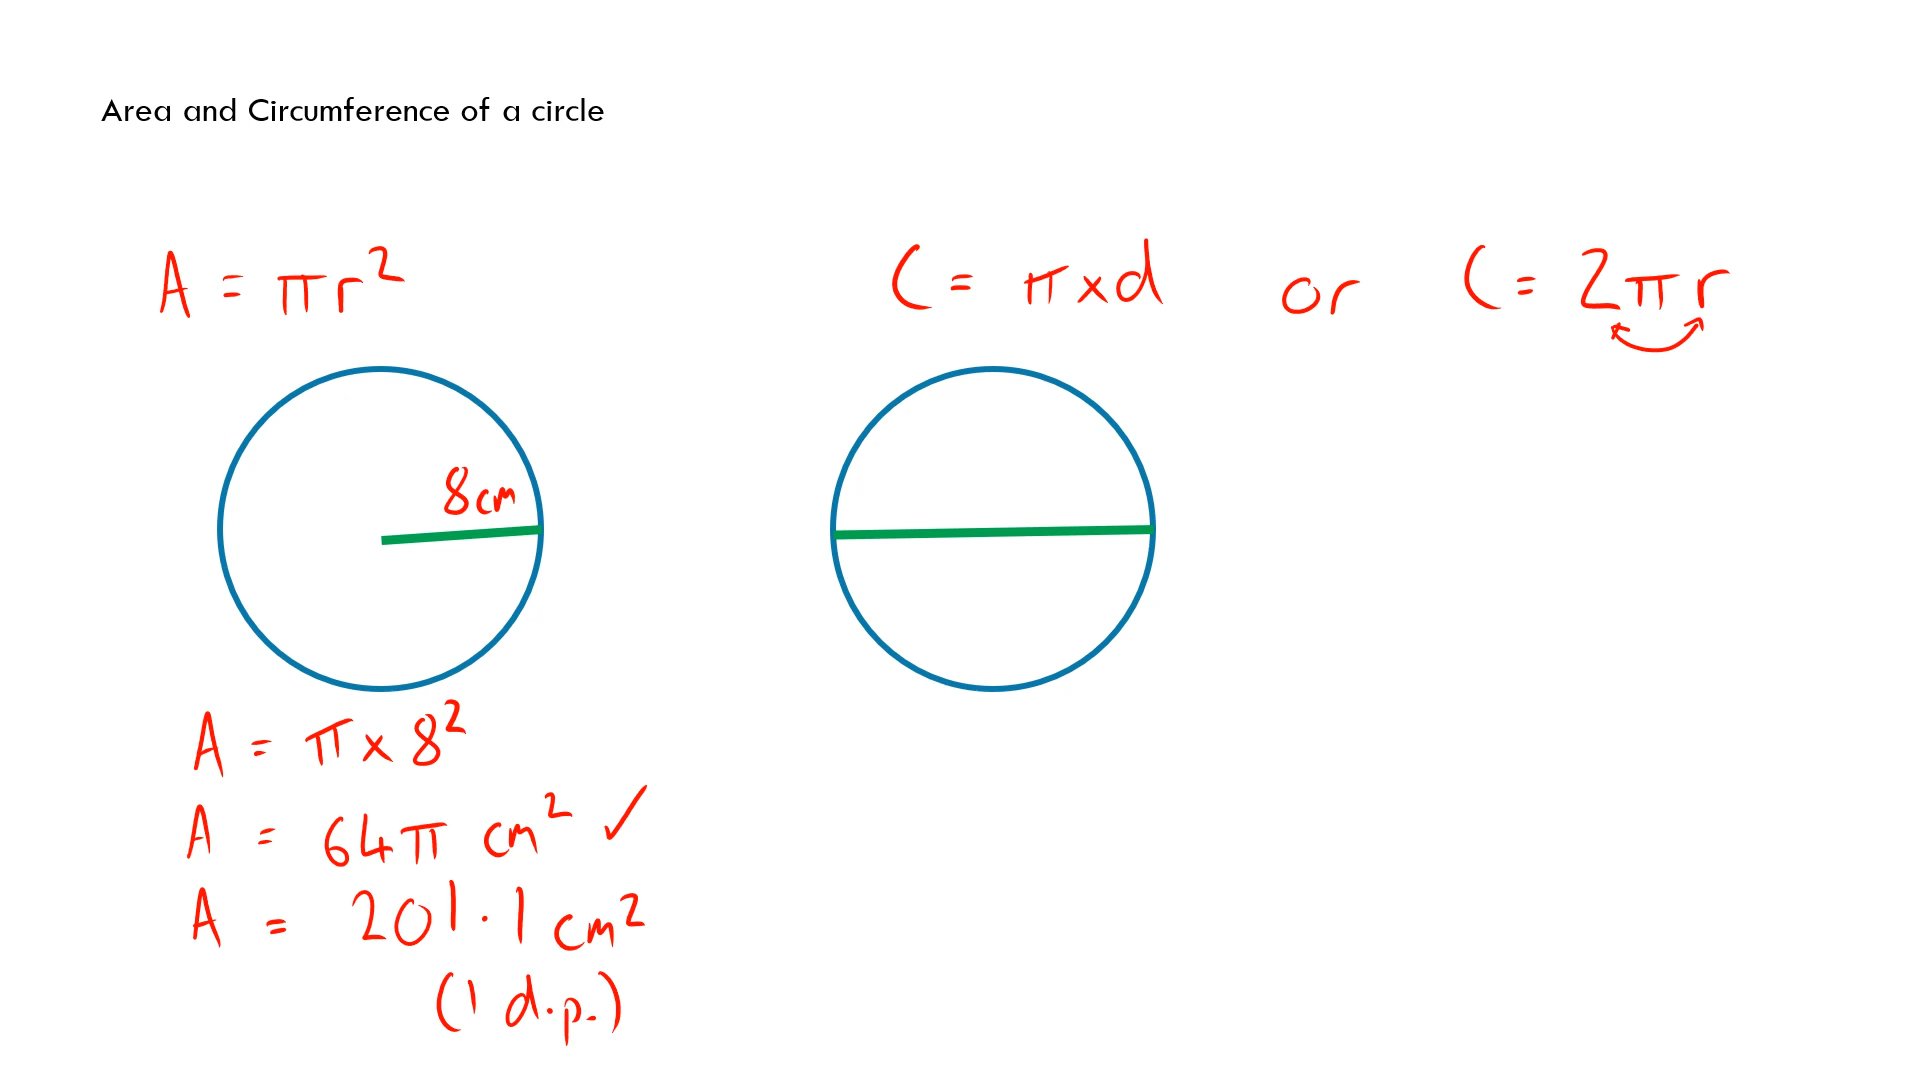 Area and Circumference of a circle
A = πr²
C = π×d or C = 2πr
8cm
A = π×8²
A = 64π cm² ✓
A = 201·1 cm²
(1 d.p.)